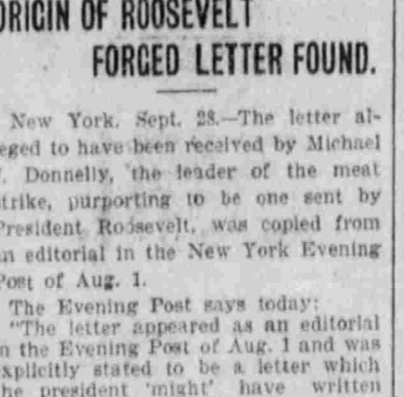 ORIGIN OF ROOSEVELT
FORGED LETTER FOUND.
New York, Sept. 28.—The letter al-
eged to have been received by Michael
J. Donnelly, the leader of the meat
trike, purporting to be one sent by
President Roosevelt, was copied from
an editorial in the New York Evening
Post of Aug. 1.
The Evening Post says today:
"The letter appeared as an editorial
n the Evening Post of Aug. 1 and was
explicitly stated to be a letter which
he president 'might' have written